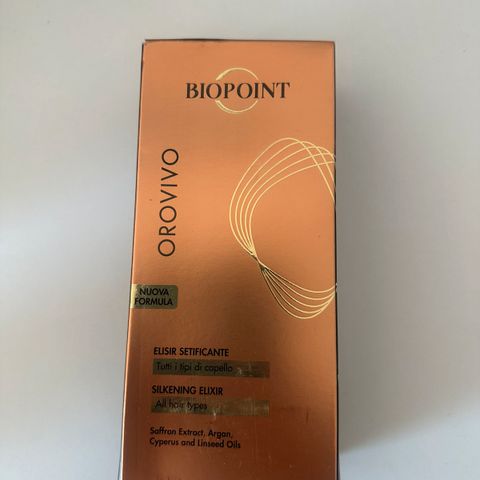 BIOPOINT
OROVIVO
NUOVA
FORMULA
ELISIR SETIFICANTE
Tutti i tipi di capello
SILKENING ELIXIR
All hair types
Saffron Extract, Argan,
Cyperus and Linseed Oils